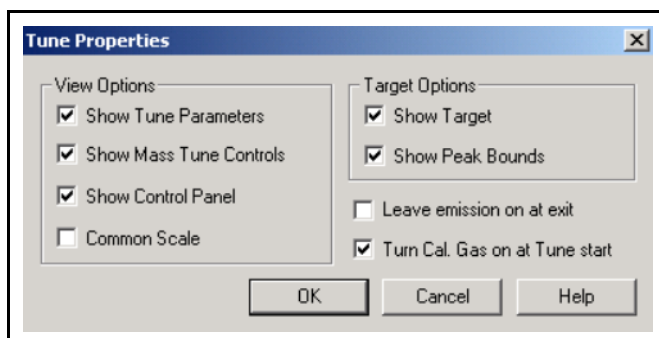 Tune Properties
View Options
Show Tune Parameters
Show Mass Tune Controls
Show Control Panel
Common Scale
Target Options
Show Target
Show Peak Bounds
Leave emission on at exit
Turn Cal. Gas on at Tune start
OK
Cancel
Help